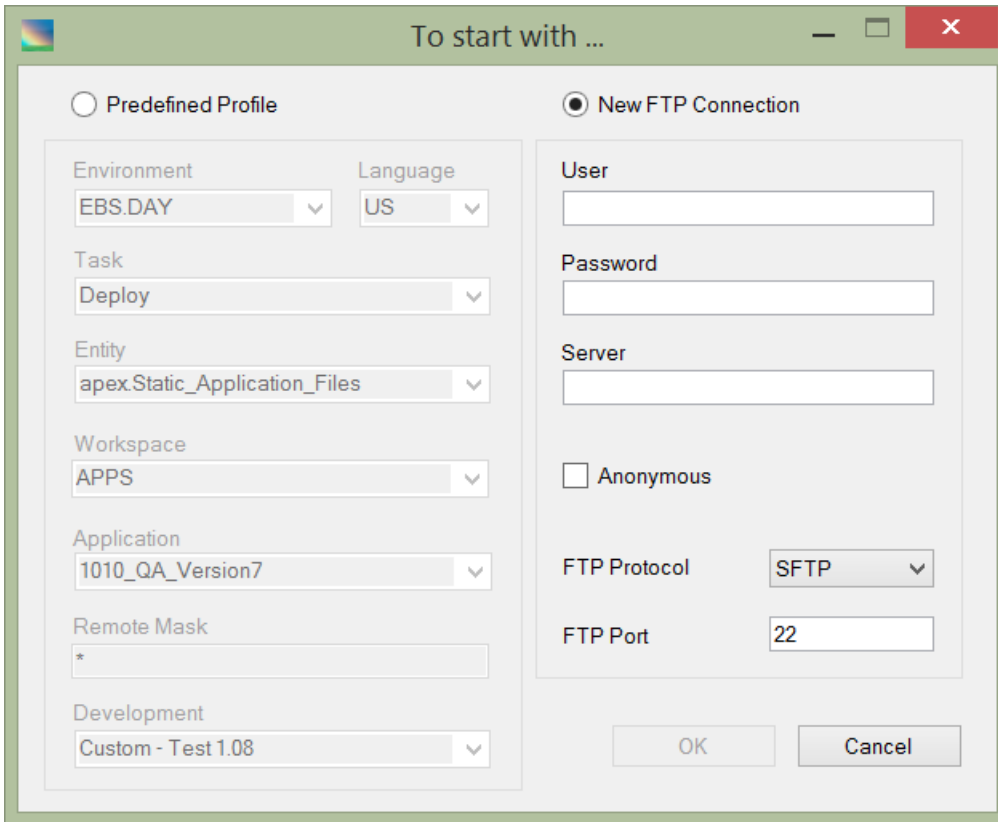 To start with ...
Predefined Profile
Environment
Language
EBS.DAY
US
Task
Deploy
Entity
apex.Static_Application_Files
Workspace
APPS
Application
1010_QA_Version7
Remote Mask
*
Development
Custom - Test 1.08
New FTP Connection
User
Password
Server
Anonymous
FTP Protocol
SFTP
FTP Port
22
OK
Cancel